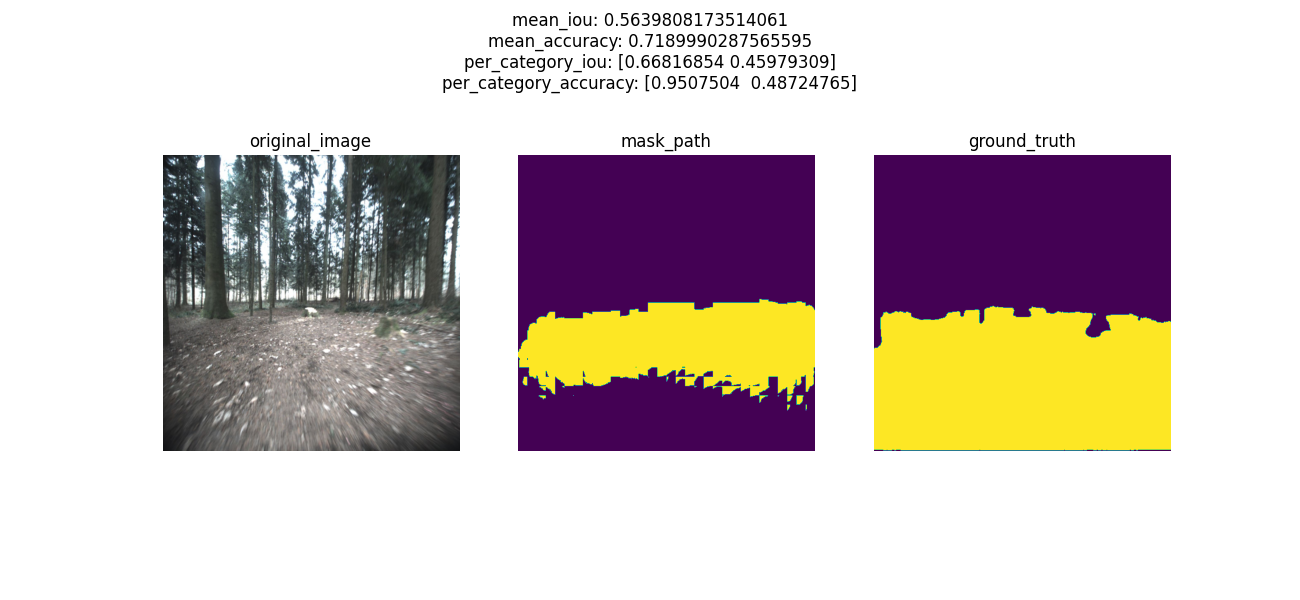 mean_iou: 0.5639808173514061
mean_accuracy: 0.7189990287565595
per_category_iou: [0.66816854 0.45979309]
per_category_accuracy: [0.9507504  0.48724765]
original_image
mask_path
ground_truth